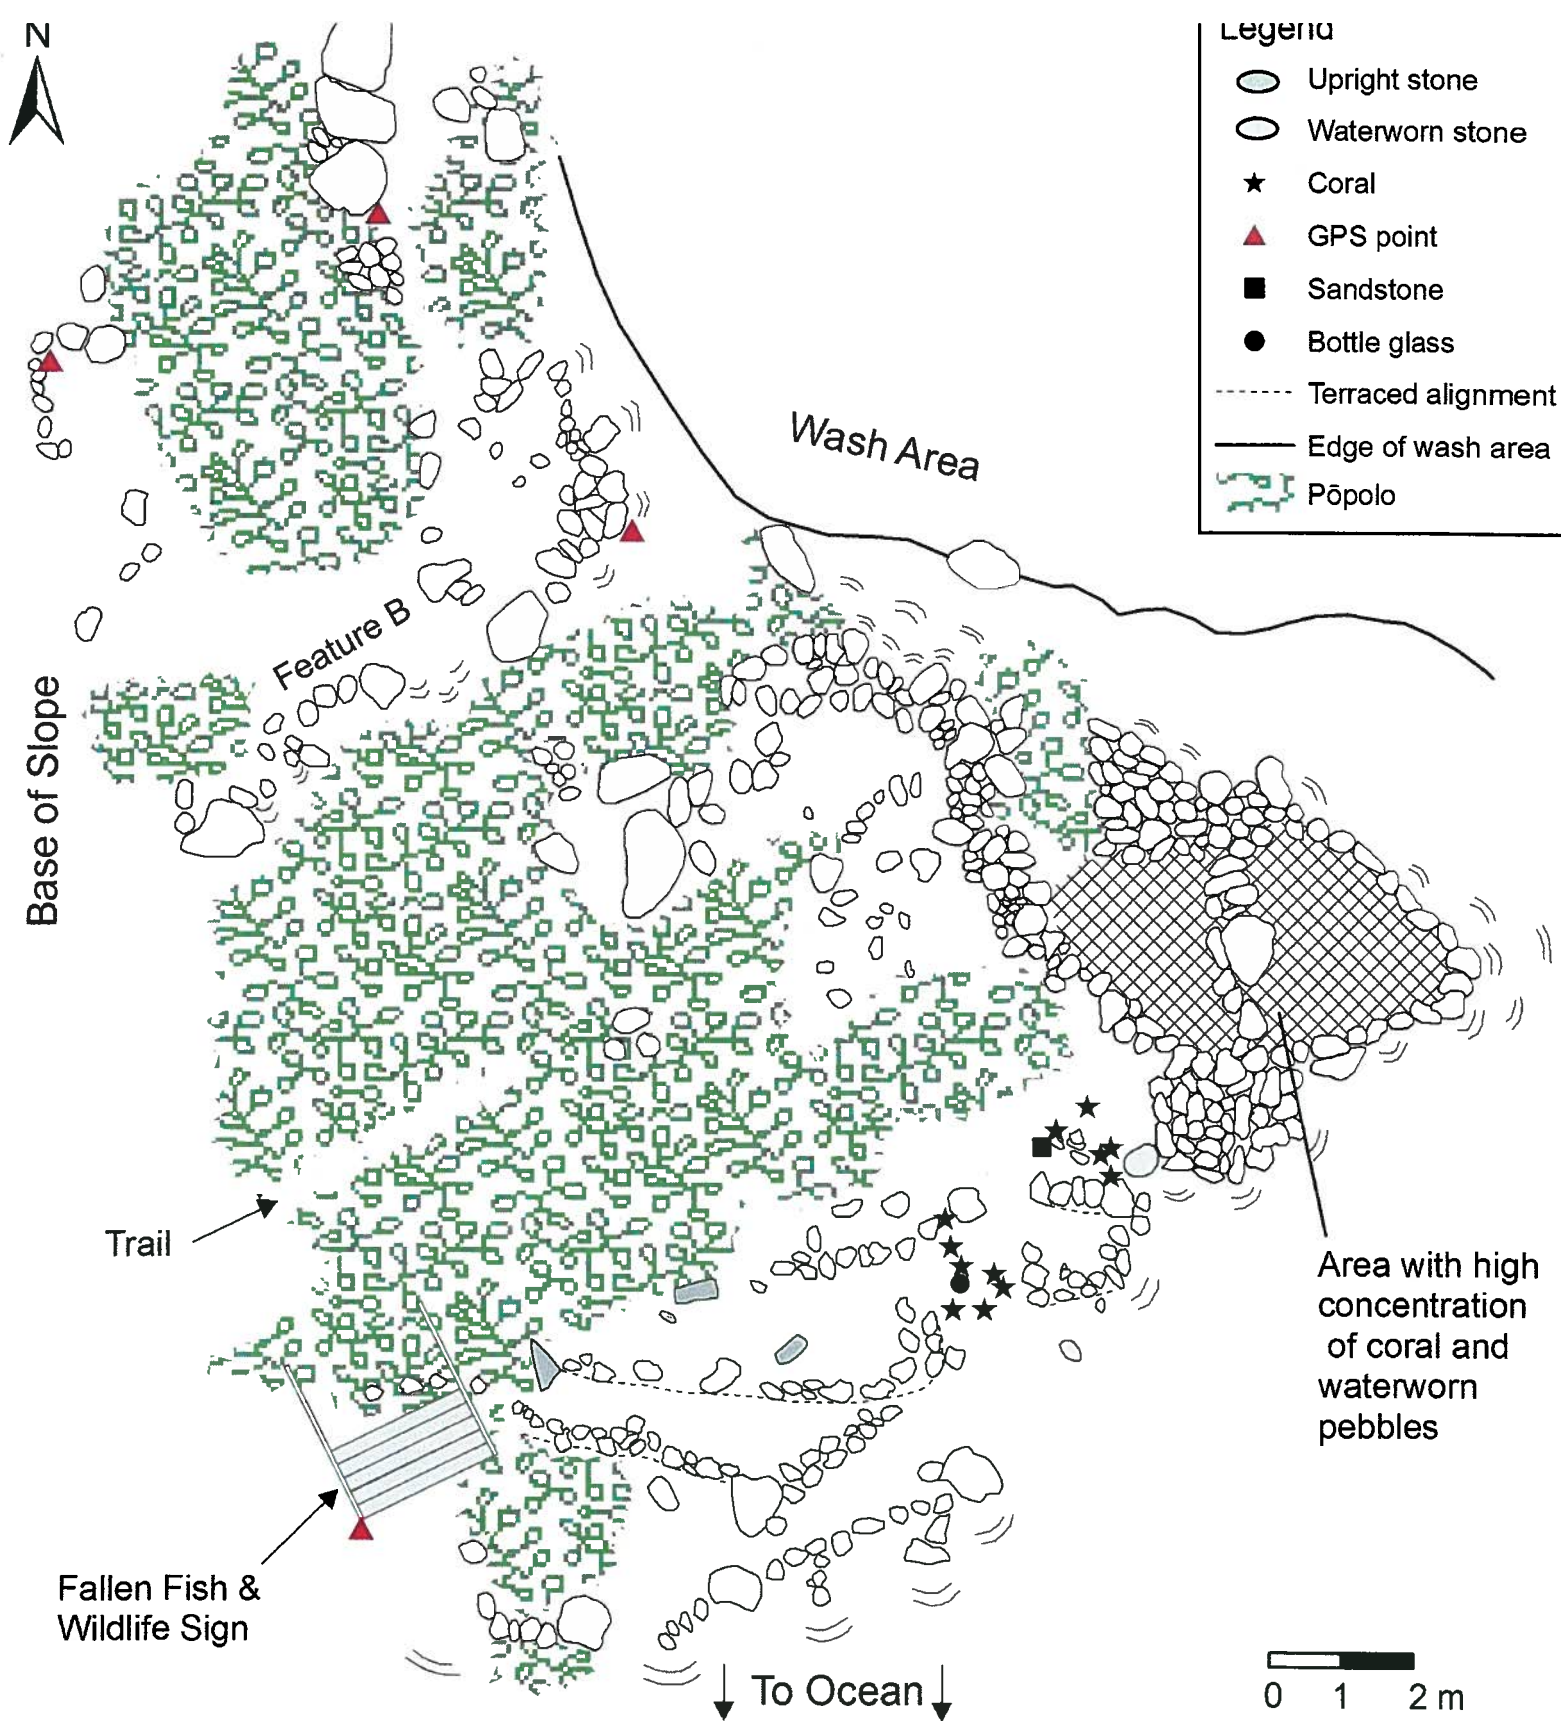 N
Legend
Upright stone
Waterworn stone
Coral
GPS point
Sandstone
Bottle glass
Terraced alignment
Edge of wash area
Pōpolo
Wash Area
Feature B
Base of Slope
Trail
Area with high
concentration
of coral and
waterworn
pebbles
Fallen Fish &
Wildlife Sign
To Ocean
0 1 2 m